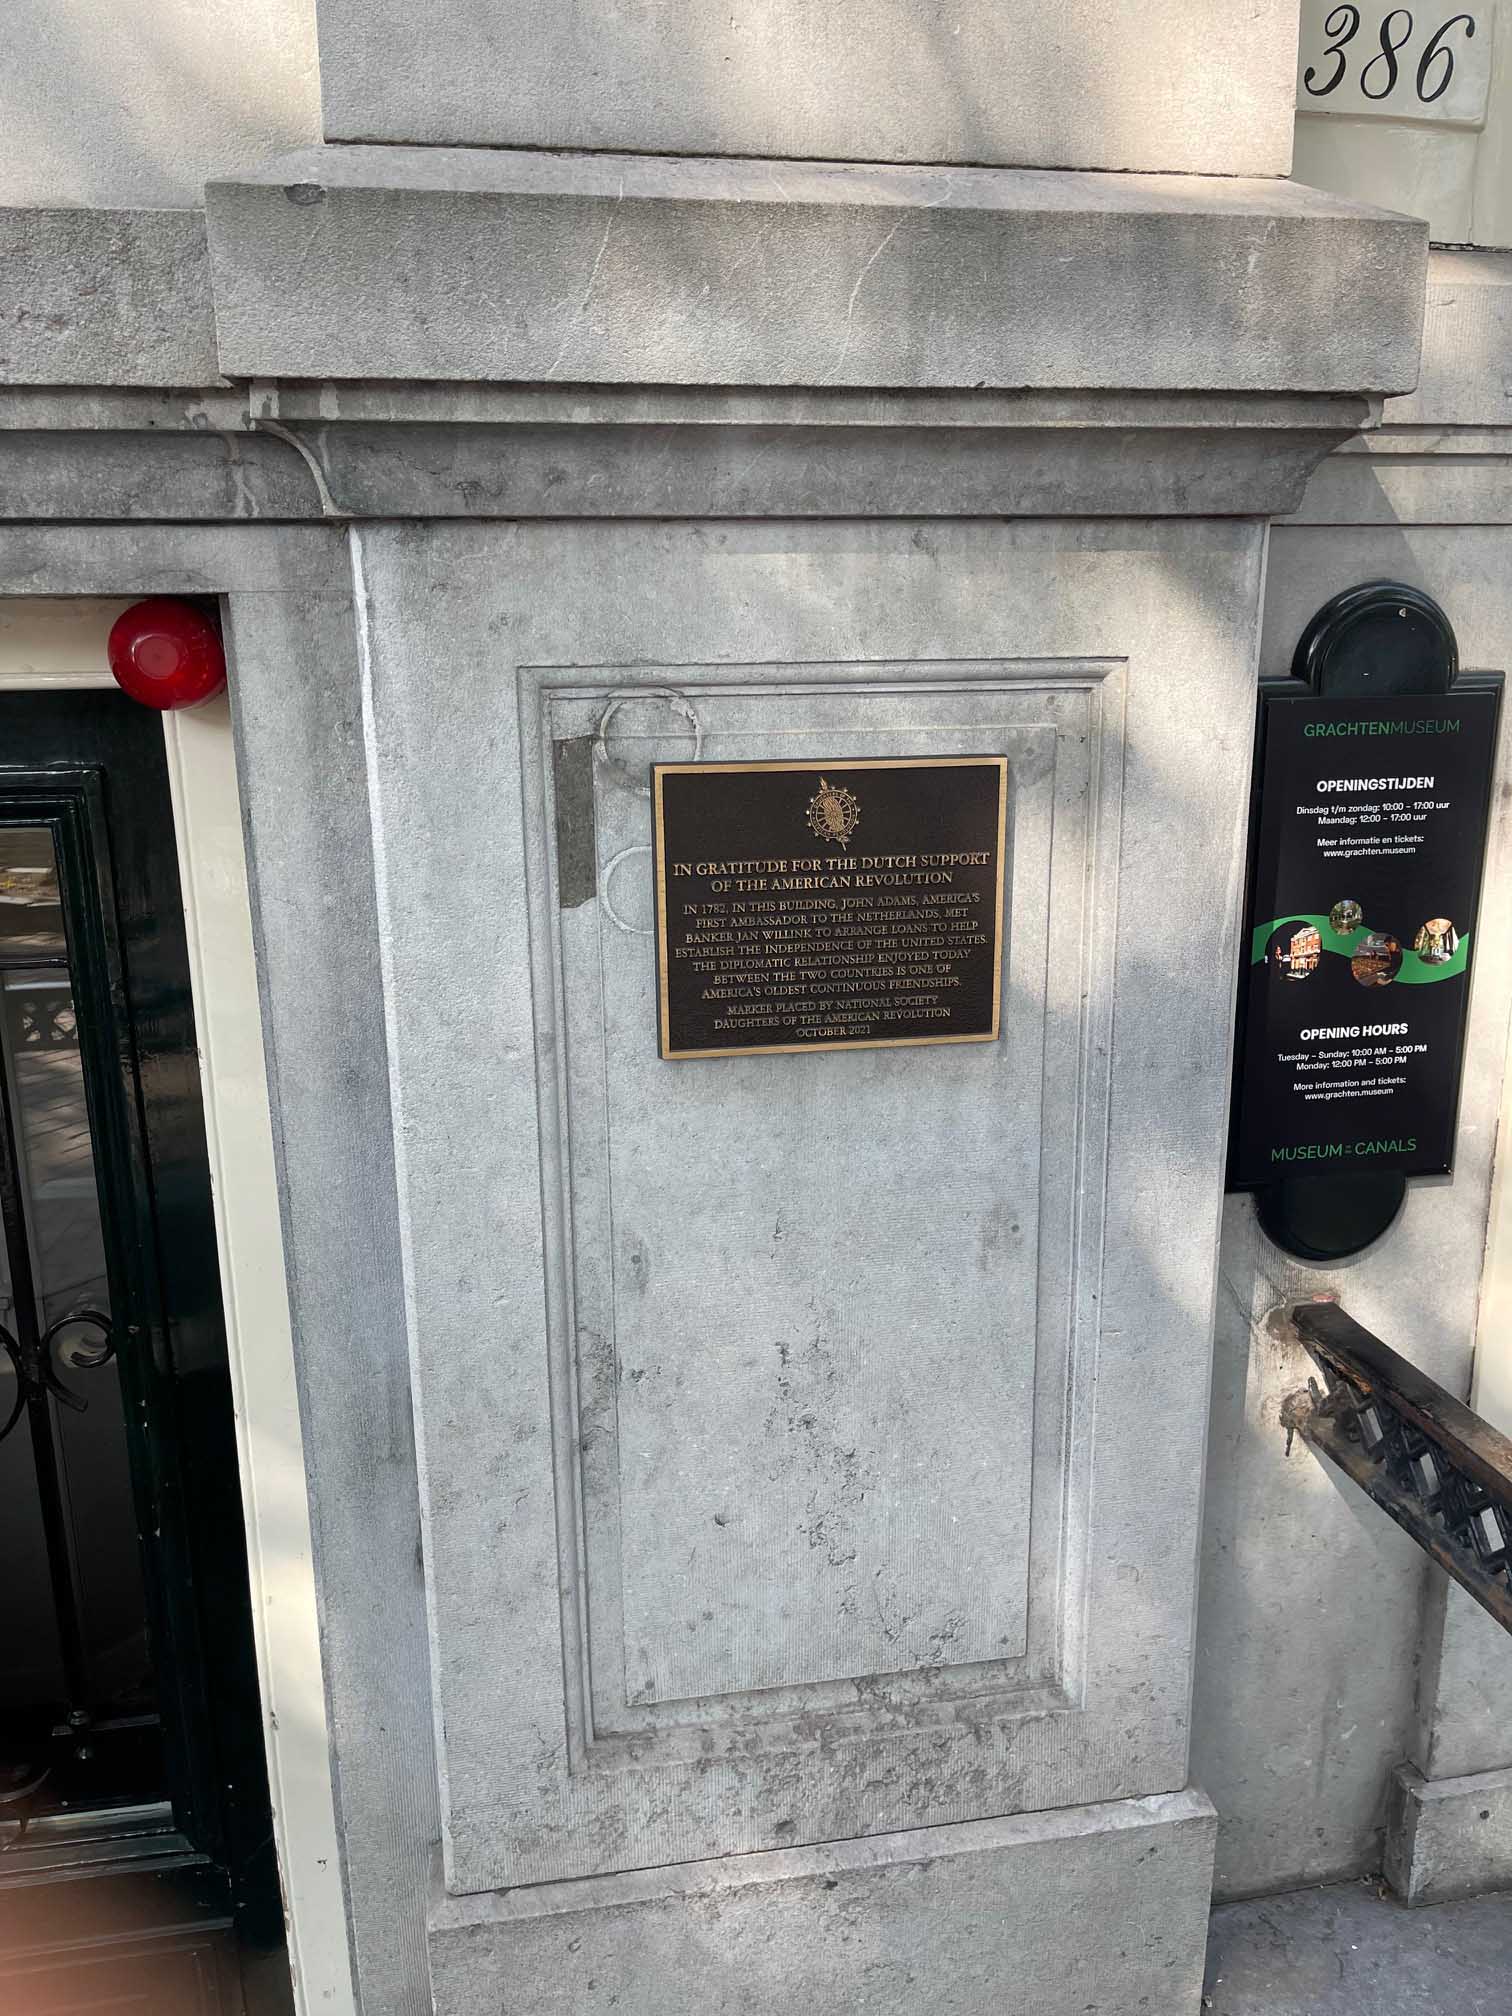 386
IN GRATITUDE FOR THE DUTCH SUPPORT
OF THE AMERICAN REVOLUTION
IN 1782, IN THIS BUILDING, JOHN ADAMS, AMERICA'S
FIRST AMBASSADOR TO THE NETHERLANDS, MET
BANKER JAN WILLINK TO ARRANGE LOANS TO HELP
ESTABLISH THE INDEPENDENCE OF THE UNITED STATES.
THE DIPLOMATIC RELATIONSHIP ENJOYED TODAY
BETWEEN THE TWO COUNTRIES IS ONE OF
AMERICA'S OLDEST CONTINUOUS FRIENDSHIPS.
MARKER PLACED BY NATIONAL SOCIETY
DAUGHTERS OF THE AMERICAN REVOLUTION
OCTOBER 2021
GRACHTENMUSEUM
OPENINGSTIJDEN
Dinsdag t/m zondag: 10:00 – 17:00 uur
Maandag: 12:00 – 17:00 uur
Meer informatie en tickets:
www.grachten.museum
OPENING HOURS
Tuesday – Sunday: 10:00 AM – 5:00 PM
Monday: 12:00 PM – 5:00 PM
More information and tickets:
www.grachten.museum
MUSEUM CANALS